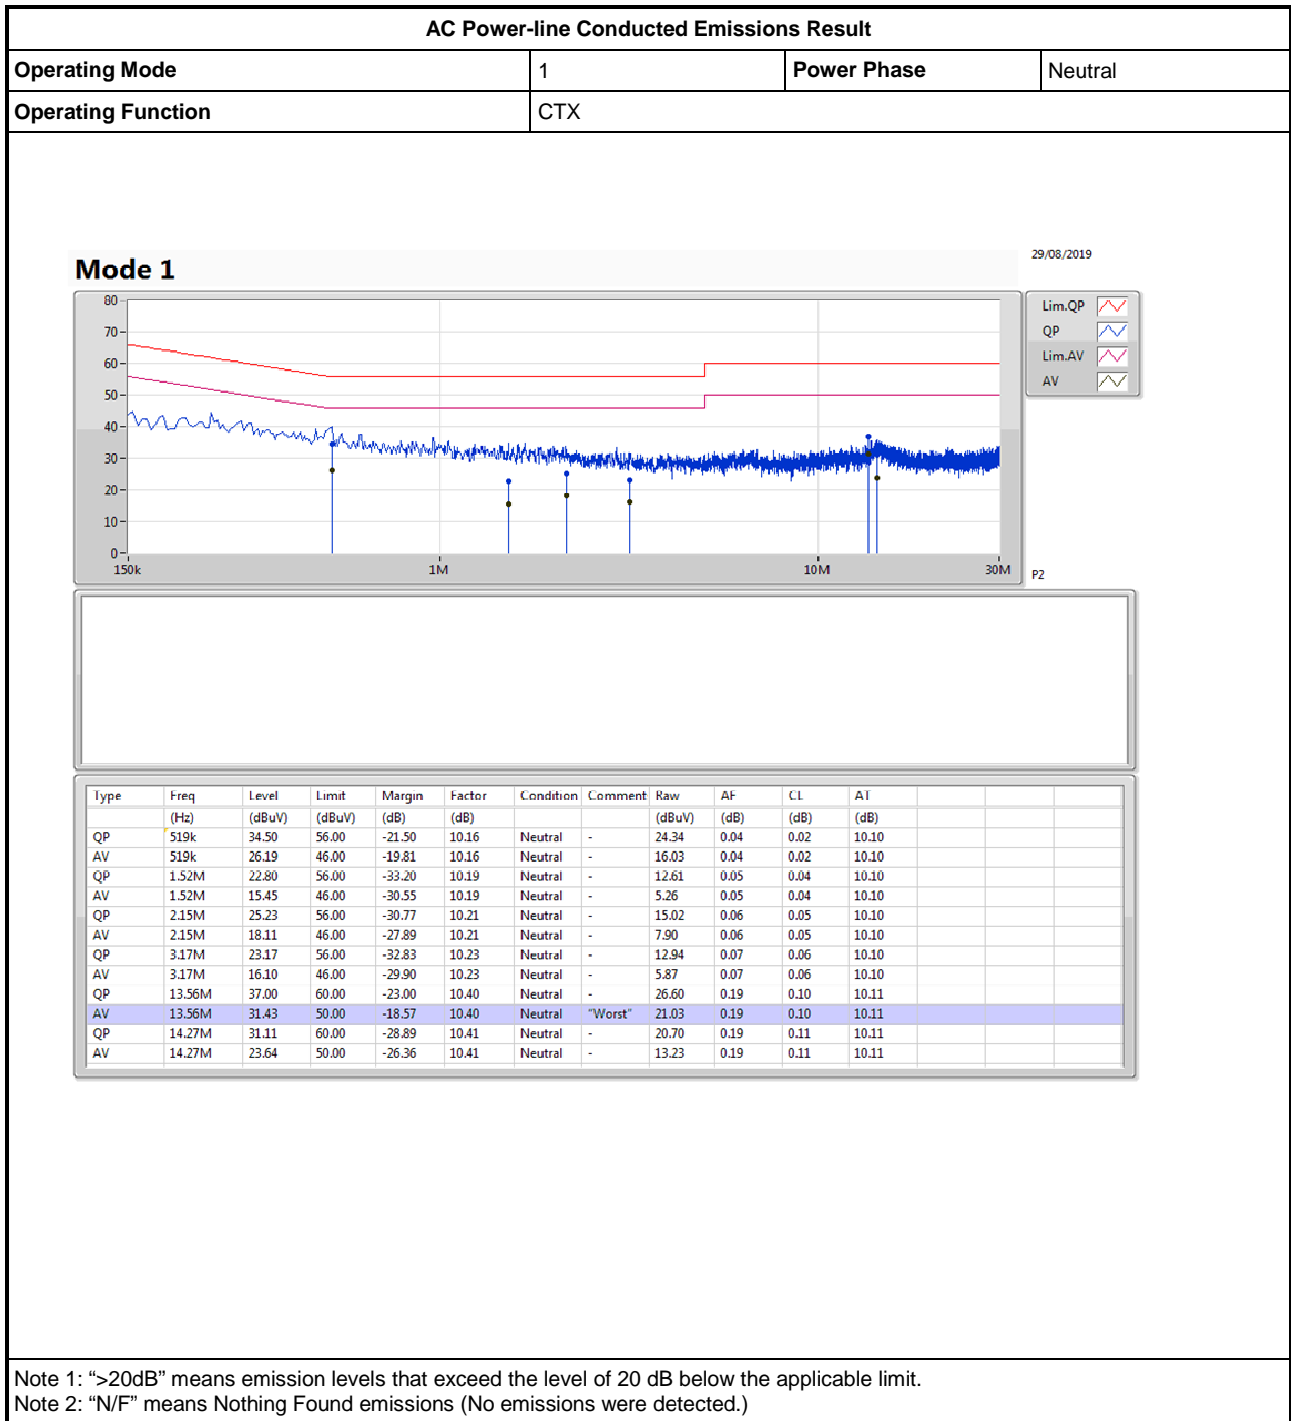 AC Power-line Conducted Emissions Result
Operating Mode 1 Power Phase Neutral
Operating Function CTX
29/08/2019
Mode 1
80
70
60
50
40
30
20
10
0
150k 1M 10M 30M
P2
Lim.QP
QP
Lim.AV
AV
Type Freq Level Limit Margin Factor Condition Comment Raw AF CL AT
(Hz) (dBuV) (dBuV) (dB) (dB) (dBuV) (dB) (dB) (dB)
QP 519k 34.50 56.00 -21.50 10.16 Neutral - 24.34 0.04 0.02 10.10
AV 519k 26.19 46.00 -19.81 10.16 Neutral - 16.03 0.04 0.02 10.10
QP 1.52M 22.80 56.00 -33.20 10.19 Neutral - 12.61 0.05 0.04 10.10
AV 1.52M 15.45 46.00 -30.55 10.19 Neutral - 5.26 0.05 0.04 10.10
QP 2.15M 25.23 56.00 -30.77 10.21 Neutral - 15.02 0.06 0.05 10.10
AV 2.15M 18.11 46.00 -27.89 10.21 Neutral - 7.90 0.06 0.05 10.10
QP 3.17M 23.17 56.00 -32.83 10.23 Neutral - 12.94 0.07 0.06 10.10
AV 3.17M 16.10 46.00 -29.90 10.23 Neutral - 5.87 0.07 0.06 10.10
QP 13.56M 37.00 60.00 -23.00 10.40 Neutral - 26.60 0.19 0.10 10.11
AV 13.56M 31.43 50.00 -18.57 10.40 Neutral "Worst" 21.03 0.19 0.10 10.11
QP 14.27M 31.11 60.00 -28.89 10.41 Neutral - 20.70 0.19 0.11 10.11
AV 14.27M 23.64 50.00 -26.36 10.41 Neutral - 13.23 0.19 0.11 10.11
Note 1: “>20dB” means emission levels that exceed the level of 20 dB below the applicable limit.
Note 2: “N/F” means Nothing Found emissions (No emissions were detected.)